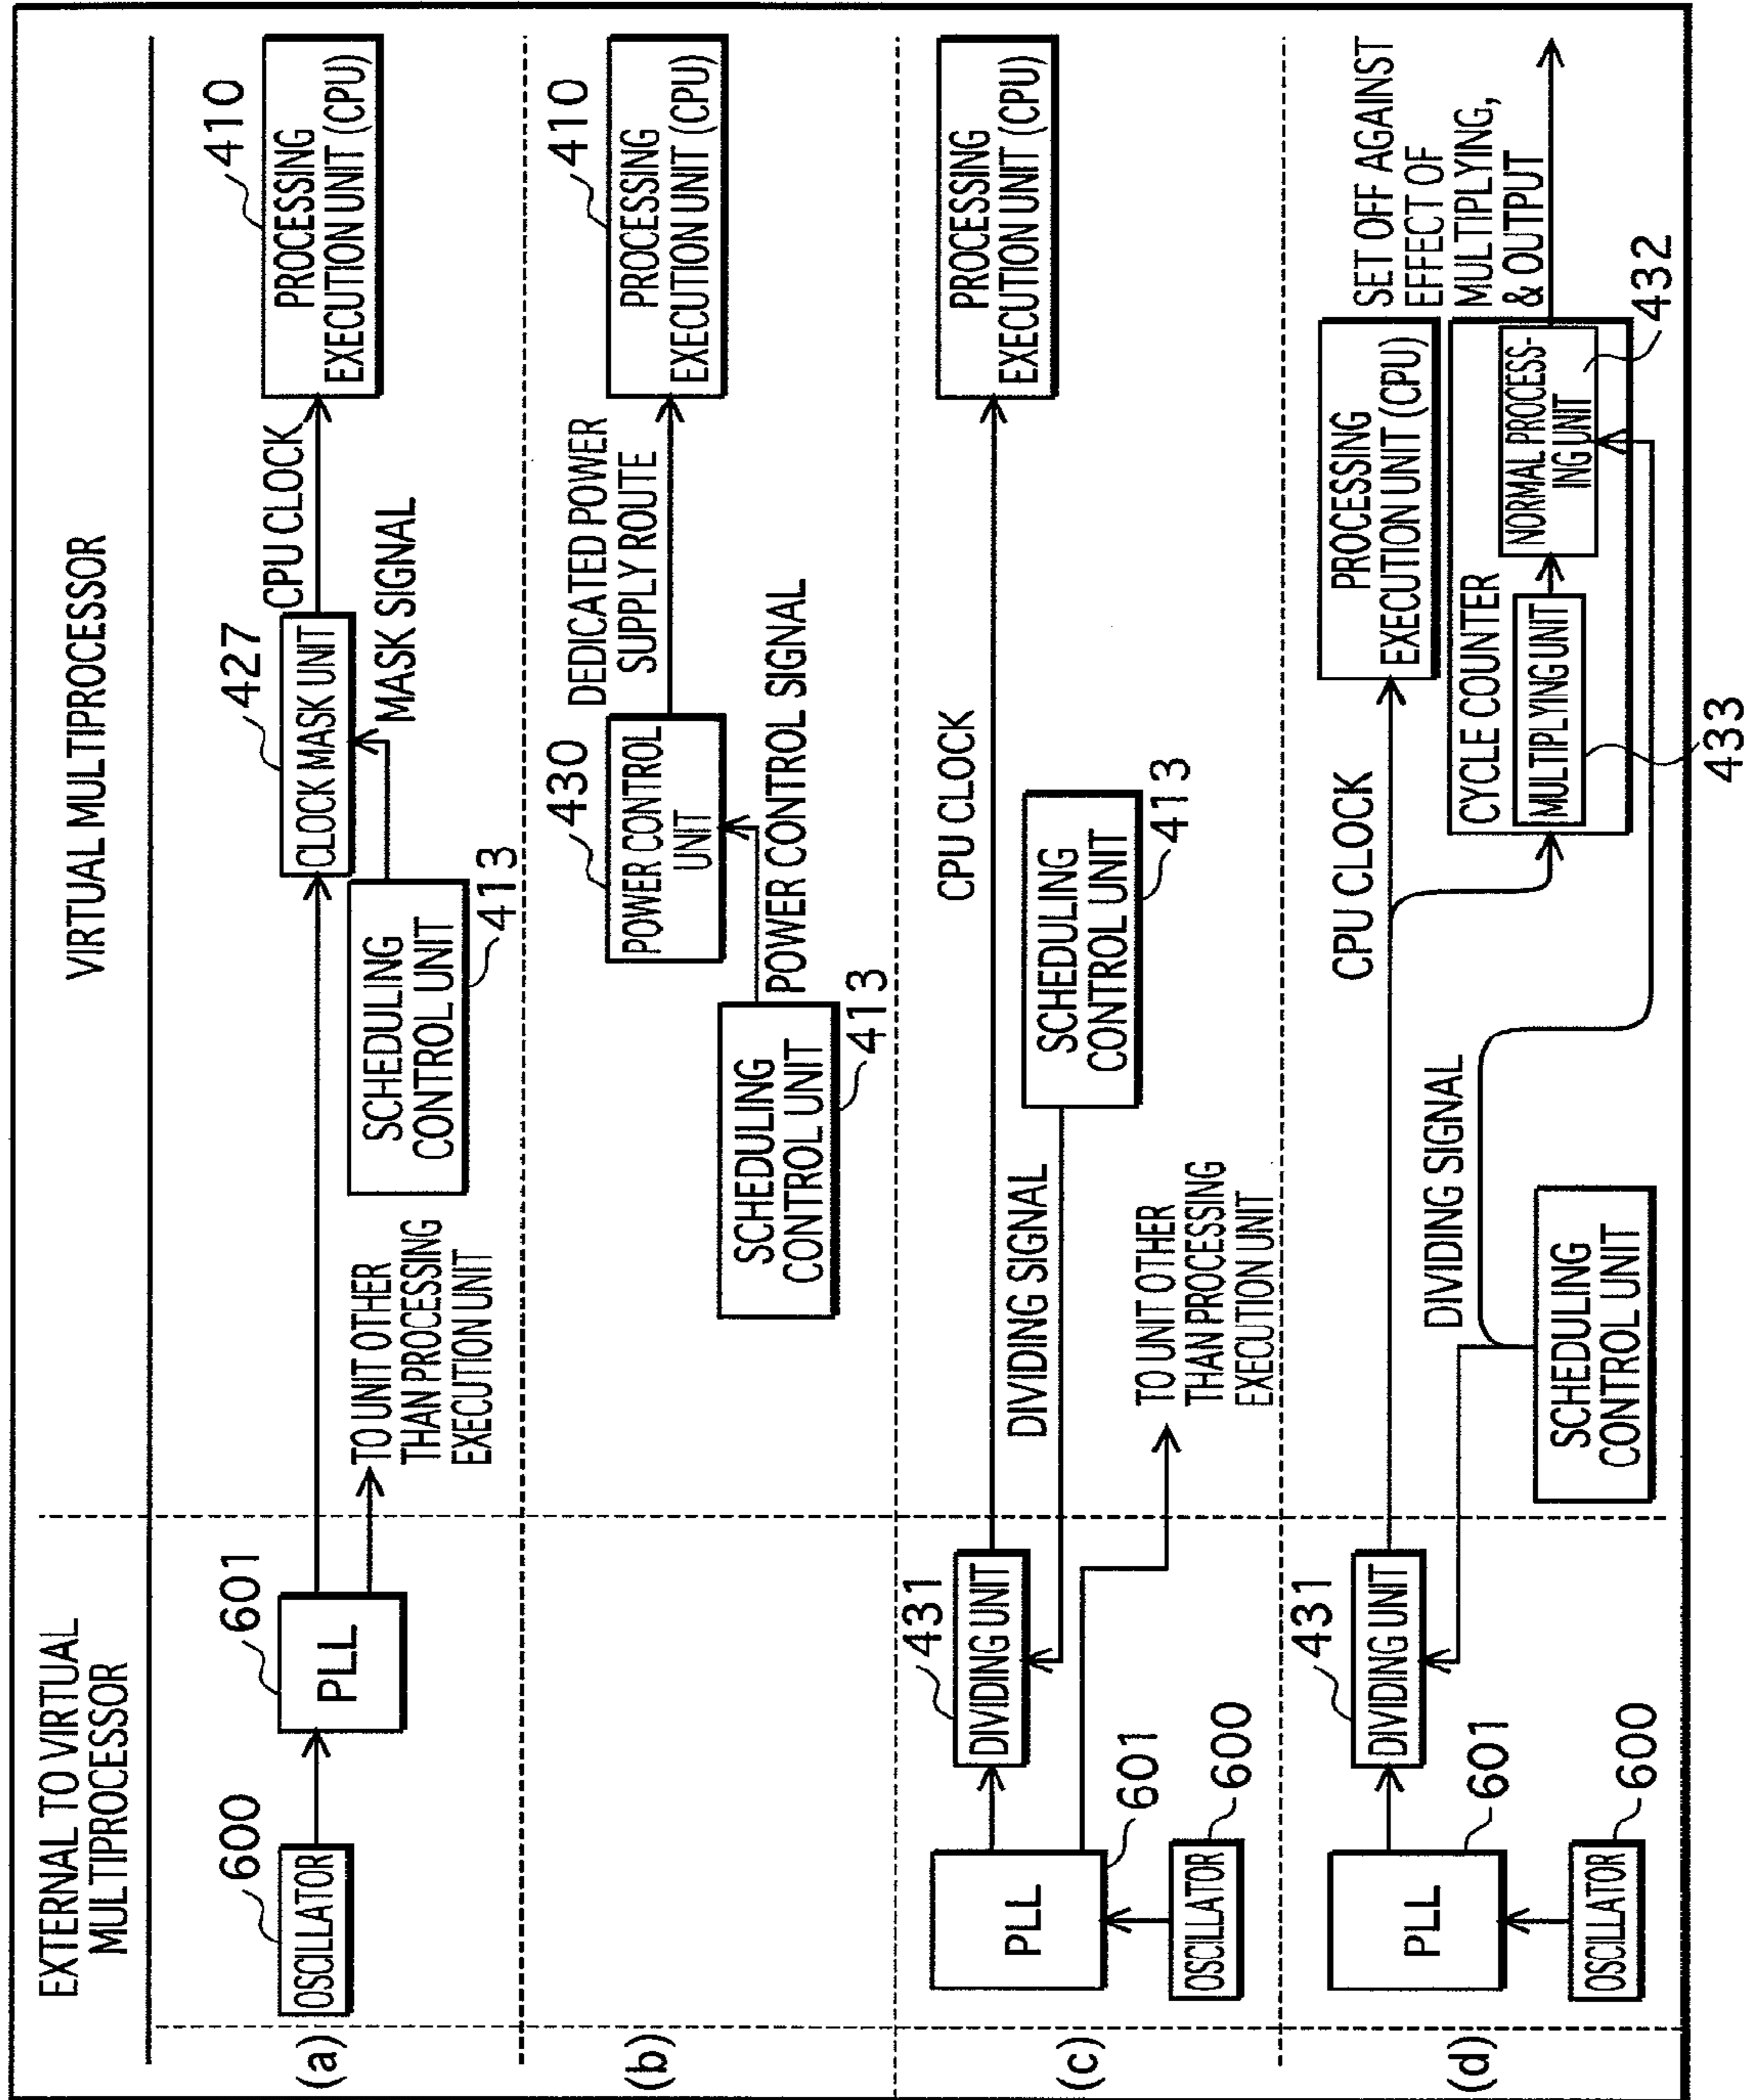 EXTERNAL TO VIRTUAL
MULTIPROCESSOR
VIRTUAL MULTIPROCESSOR
(a)
600
OSCILLATOR
601
PLL
TO UNIT OTHER
THAN PROCESSING
EXECUTION UNIT
427
CLOCK MASK UNIT
CPU CLOCK
MASK SIGNAL
SCHEDULING
CONTROL UNIT
413
410
PROCESSING
EXECUTION UNIT (CPU)
(b)
430
POWER CONTROL
UNIT
DEDICATED POWER
SUPPLY ROUTE
POWER CONTROL SIGNAL
SCHEDULING
CONTROL UNIT
413
410
PROCESSING
EXECUTION UNIT (CPU)
(c)
PLL
601
OSCILLATOR
600
431
DIVIDING UNIT
DIVIDING SIGNAL
TO UNIT OTHER
THAN PROCESSING
EXECUTION UNIT
CPU CLOCK
SCHEDULING
CONTROL UNIT
413
PROCESSING
EXECUTION UNIT (CPU)
(d)
PLL
601
OSCILLATOR
600
431
DIVIDING UNIT
SCHEDULING
CONTROL UNIT
DIVIDING SIGNAL
CPU CLOCK
PROCESSING
EXECUTION UNIT (CPU)
CYCLE COUNTER
MULTIPLYING UNIT
433
NORMAL PROCESS-
ING UNIT
432
SET OFF AGAINST
EFFECT OF
MULTIPLYING,
& OUTPUT